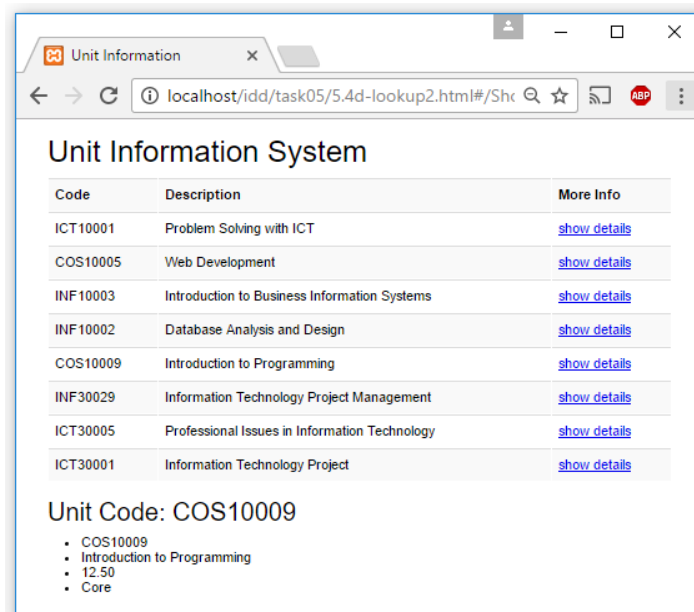 Unit Information
localhost/idd/task05/5.4d-lookup2.html#/Sho
ABP
Unit Information System
Code Description More Info
ICT10001 Problem Solving with ICT show details
COS10005 Web Development show details
INF10003 Introduction to Business Information Systems show details
INF10002 Database Analysis and Design show details
COS10009 Introduction to Programming show details
INF30029 Information Technology Project Management show details
ICT30005 Professional Issues in Information Technology show details
ICT30001 Information Technology Project show details
Unit Code: COS10009
COS10009
Introduction to Programming
12.50
Core